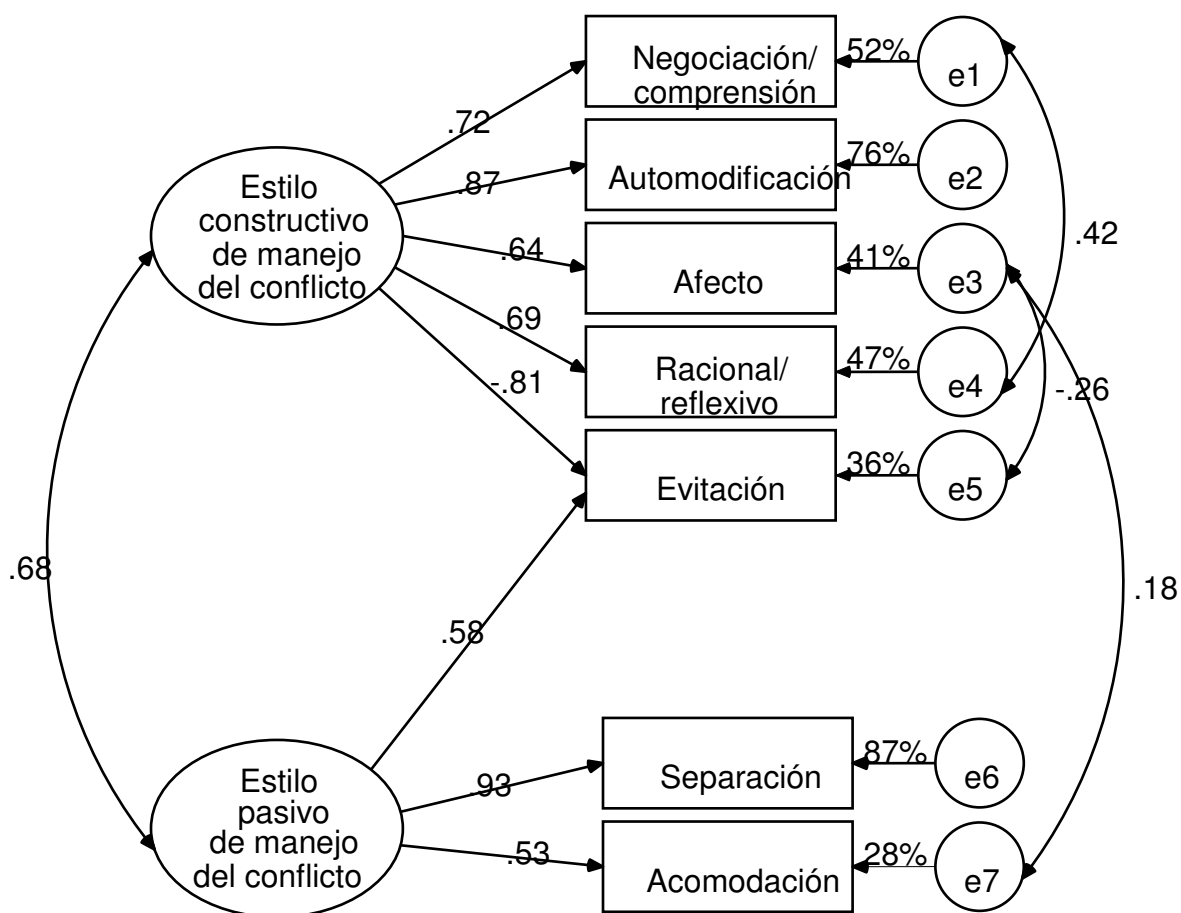 Negociación/
comprensión
52%
e1
.72
Automodificación
76%
e2
Estilo
constructivo
de manejo
del conflicto
.87
.42
.64
Afecto
41%
e3
.69
Racional/
reflexivo
47%
e4
-.81
-.26
Evitación
36%
e5
.68
.18
.58
Estilo
pasivo
de manejo
del conflicto
.93
Separación
87%
e6
.53
Acomodación
28%
e7